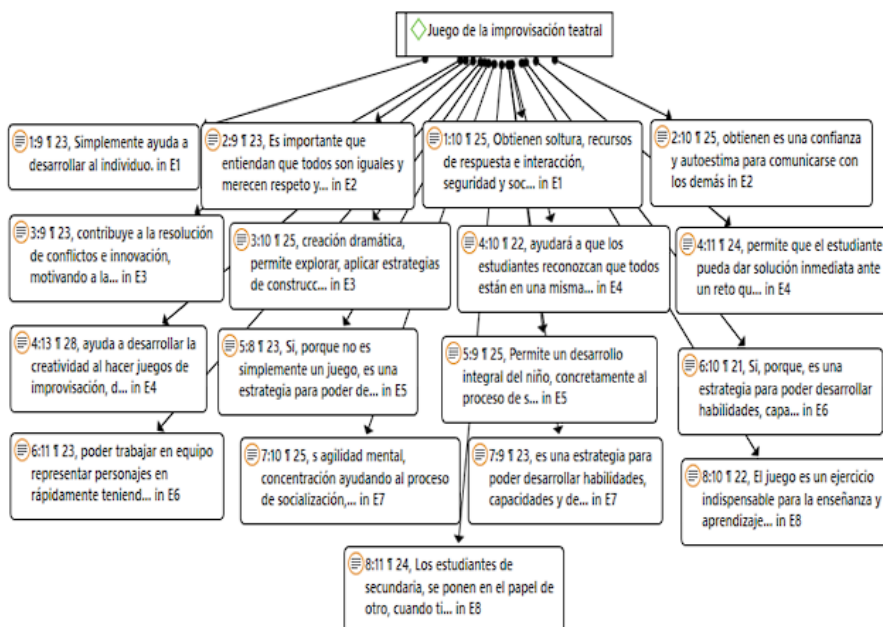 Juego de la improvisación teatral
1:9 ¶ 23, Simplemente ayuda a
desarrollar al individuo. in E1
2:9 ¶ 23, Es importante que
entiendan que todos son iguales y
merecen respeto y... in E2
1:10 ¶ 25, Obtienen soltura, recursos
de respuesta e interacción,
seguridad y soc... in E1
2:10 ¶ 25, obtienen es una confianza
y autoestima para comunicarse con
los demás in E2
3:9 ¶ 23, contribuye a la resolución
de conflictos e innovación,
motivando a la... in E3
3:10 ¶ 25, creación dramática,
permite explorar, aplicar estrategias
de construcc... in E3
4:10 ¶ 22, ayudará a que los
estudiantes reconozcan que todos
están en una misma... in E4
4:11 ¶ 24, permite que el estudiante
pueda dar solución inmediata ante
un reto qu... in E4
4:13 ¶ 28, ayuda a desarrollar la
creatividad al hacer juegos de
improvisación, d... in E4
5:8 ¶ 23, Si, porque no es
simplemente un juego, es una
estrategia para poder de... in E5
5:9 ¶ 25, Permite un desarrollo
integral del niño, concretamente al
proceso de s... in E5
6:10 ¶ 21, Si, porque, es una
estrategia para poder desarrollar
habilidades, capa... in E6
6:11 ¶ 23, poder trabajar en equipo
representar personajes en
rápidamente teniend... in E6
7:10 ¶ 25, s agilidad mental,
concentración ayudando al proceso
de socialización,... in E7
7:9 ¶ 23, es una estrategia para
poder desarrollar habilidades,
capacidades y de... in E7
8:10 ¶ 22, El juego es un ejercicio
indispensable para la enseñanza y
aprendizaje... in E8
8:11 ¶ 24, Los estudiantes de
secundaria, se ponen en el papel de
otro, cuando ti... in E8